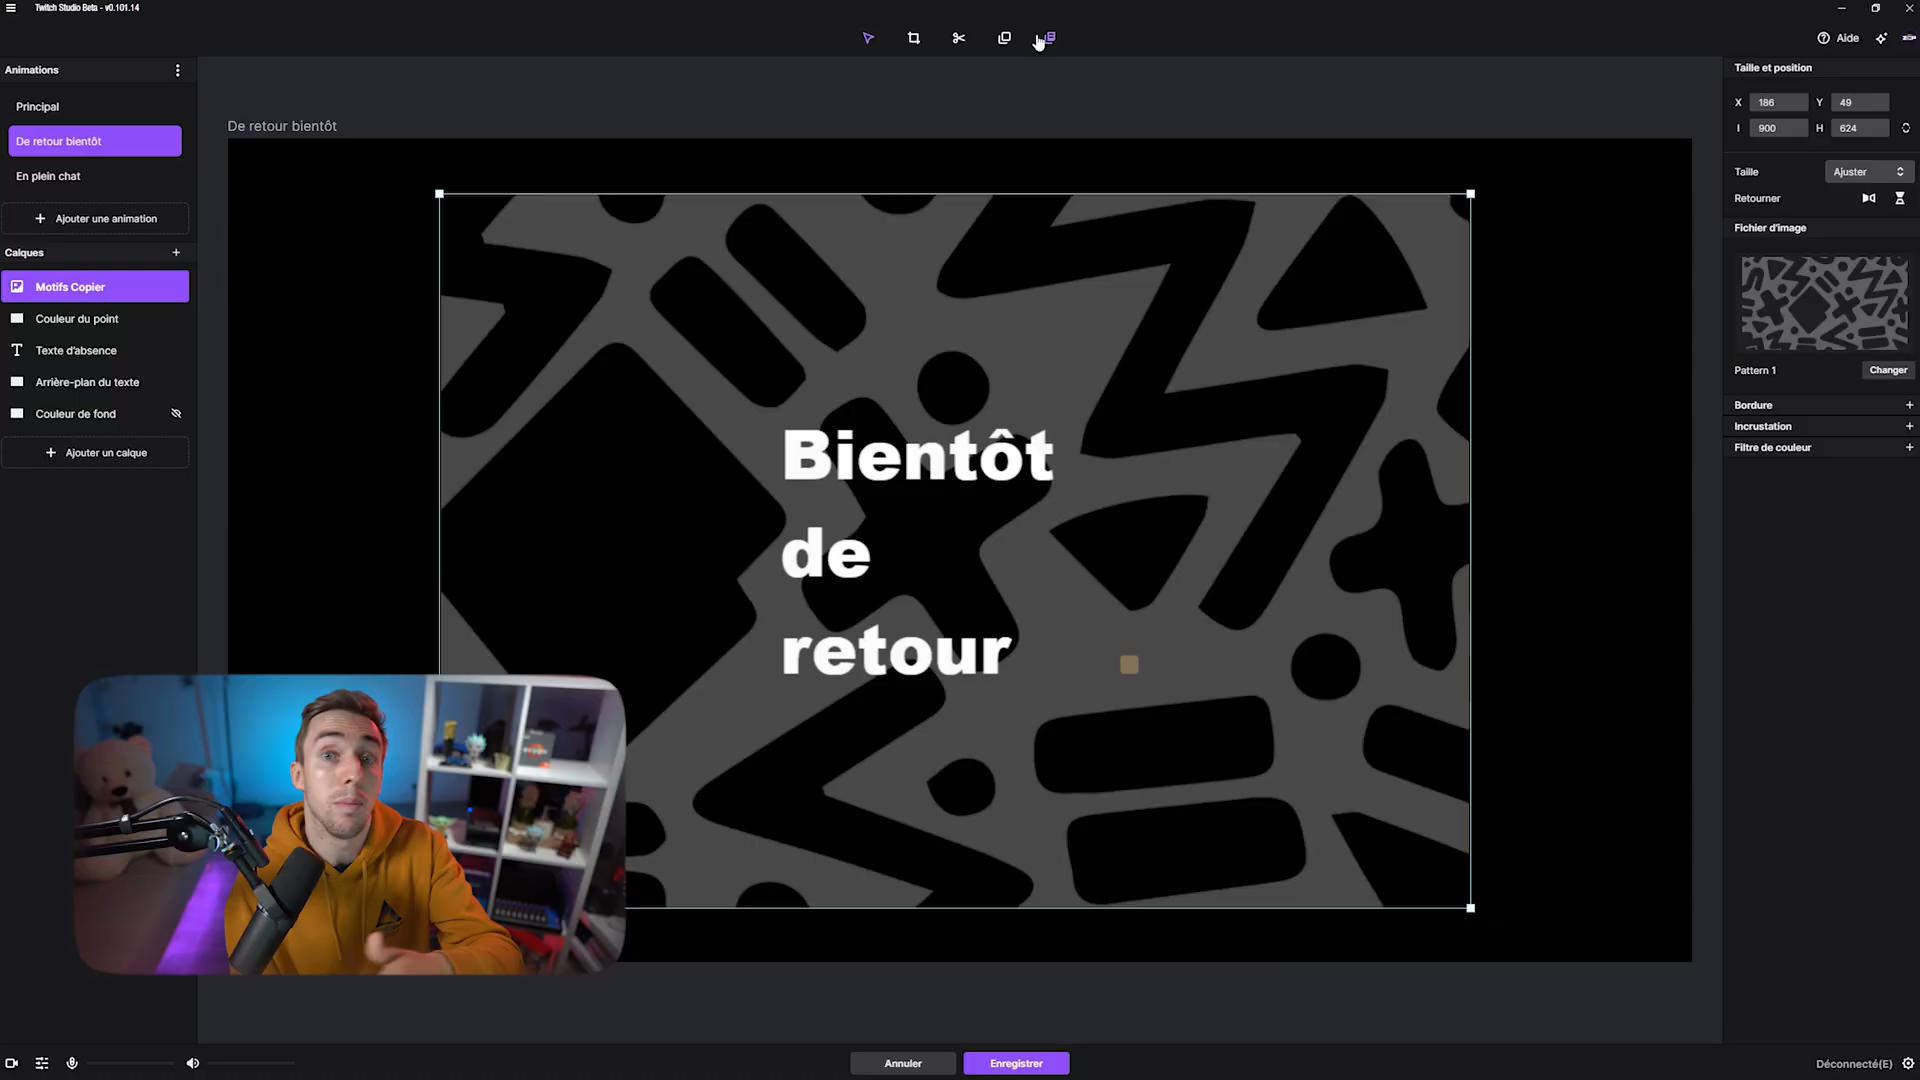 Twitch Studio Beta - v0.101.14
Aide
Animations
Principal
De retour bientôt
En plein chat
Ajouter une animation
Calques
Motifs Copier
Couleur du point
Texte d'absence
Arrière-plan du texte
Couleur de fond
Ajouter un calque
De retour bientôt
Bientôt
de
retour
Taille et position
X 186 Y 49
I 900 H 624
Taille Ajuster
Retourner
Fichier d'image
Pattern 1 Changer
Bordure
Incrustation
Filtre de couleur
Annuler
Enregistrer
Déconnecté(E)